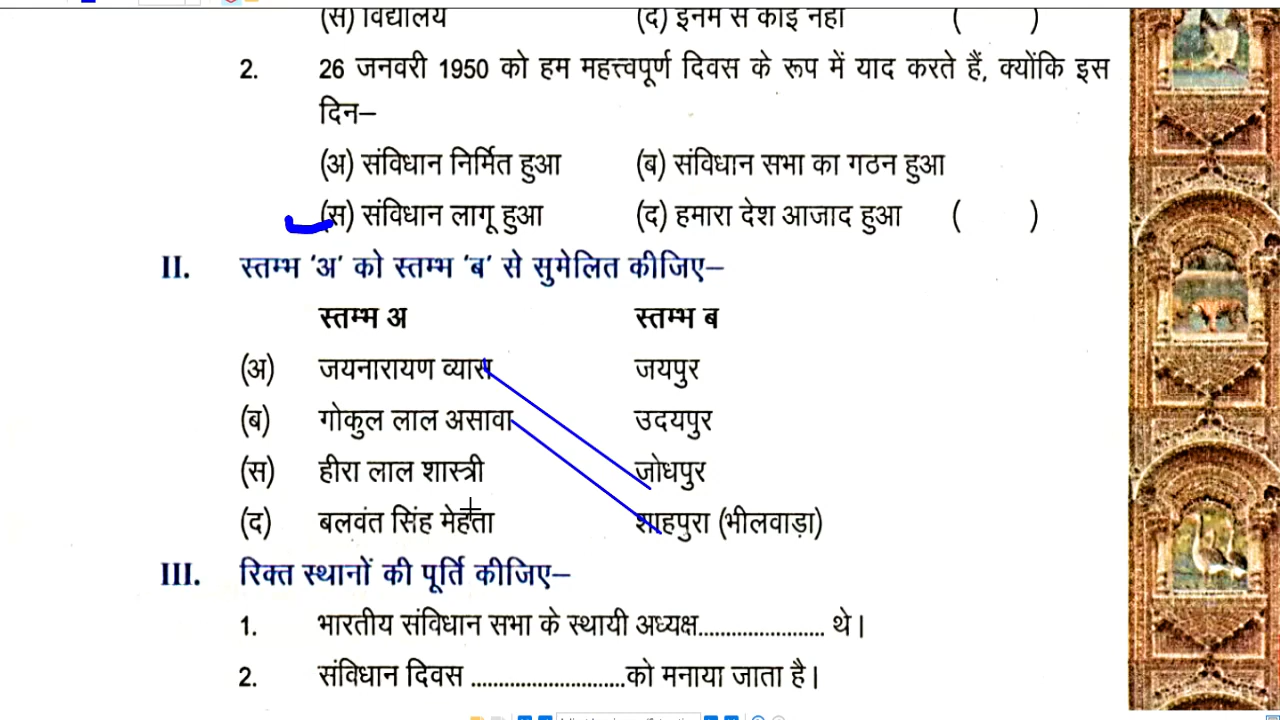 (स) विद्यालय (द) इनमें से कोई नहीं ( )
2. 26 जनवरी 1950 को हम महत्त्वपूर्ण दिवस के रूप में याद करते हैं, क्योंकि इस
दिन–
(अ) संविधान निर्मित हुआ (ब) संविधान सभा का गठन हुआ
(स) संविधान लागू हुआ (द) हमारा देश आजाद हुआ ( )
II. स्तम्भ 'अ' को स्तम्भ 'ब' से सुमेलित कीजिए–
स्तम्भ अ स्तम्भ ब
(अ) जयनारायण व्यास जयपुर
(ब) गोकुल लाल असावा उदयपुर
(स) हीरा लाल शास्त्री जोधपुर
(द) बलवंत सिंह मेहता शाहपुरा (भीलवाड़ा)
III. रिक्त स्थानों की पूर्ति कीजिए–
1. भारतीय संविधान सभा के स्थायी अध्यक्ष....................... थे।
2. संविधान दिवस ............................को मनाया जाता है।